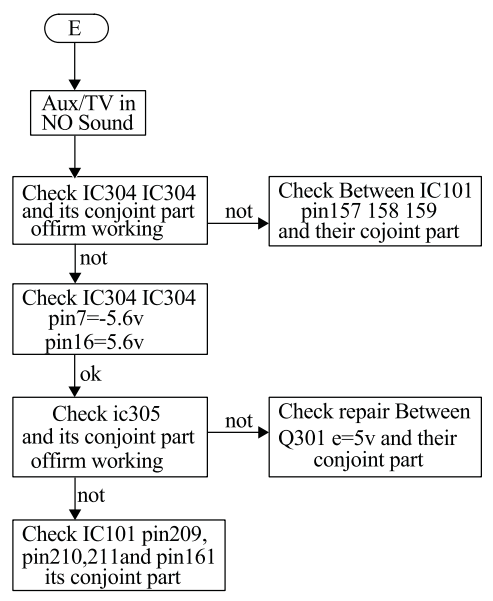 E
Aux/TV in
NO Sound
Check IC304 IC304
and its conjoint part
offirm working
not
Check Between IC101
pin157 158 159
and their cojoint part
not
Check IC304 IC304
pin7=-5.6v
pin16=5.6v
ok
Check ic305
and its conjoint part
offirm working
not
Check repair Between
Q301 e=5v and their
conjoint part
not
Check IC101 pin209,
pin210,211and pin161
its conjoint part